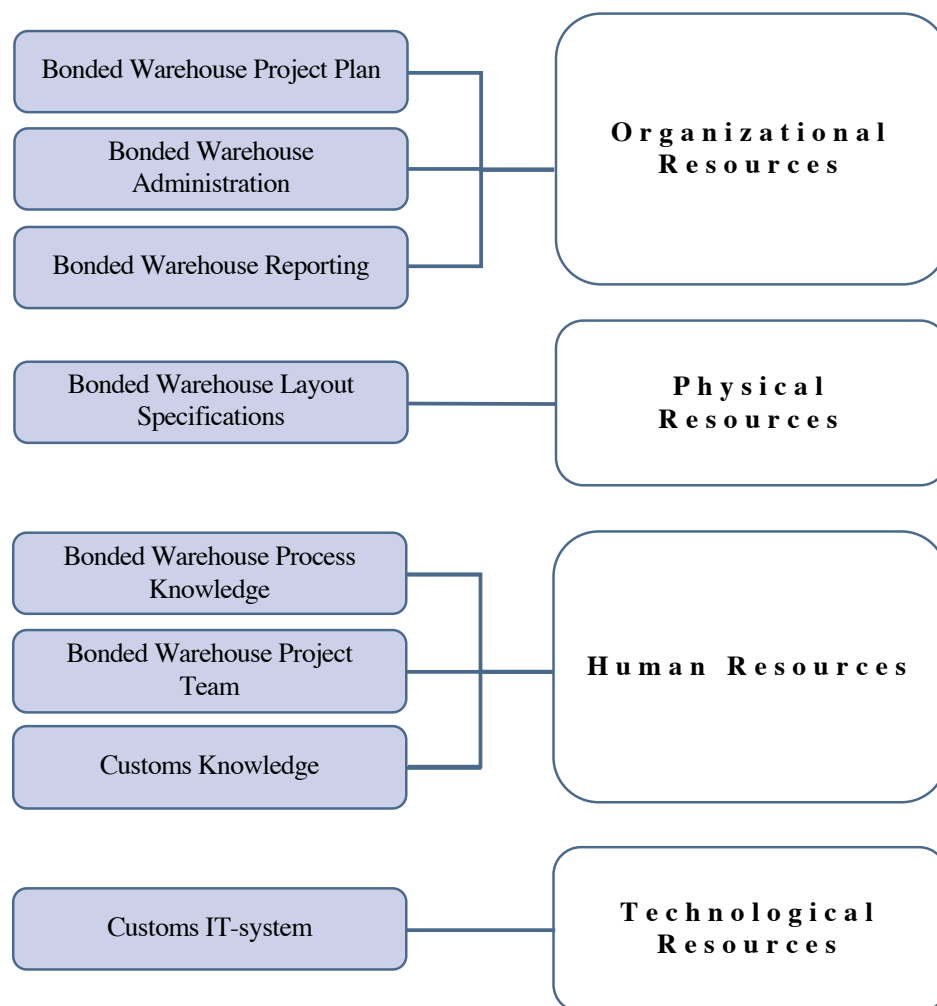 Bonded Warehouse Project Plan
Bonded Warehouse
Administration
Bonded Warehouse Reporting
Organizational
Resources
Bonded Warehouse Layout
Specifications
Physical
Resources
Bonded Warehouse Process
Knowledge
Bonded Warehouse Project
Team
Customs Knowledge
Human Resources
Customs IT-system
Technological
Resources